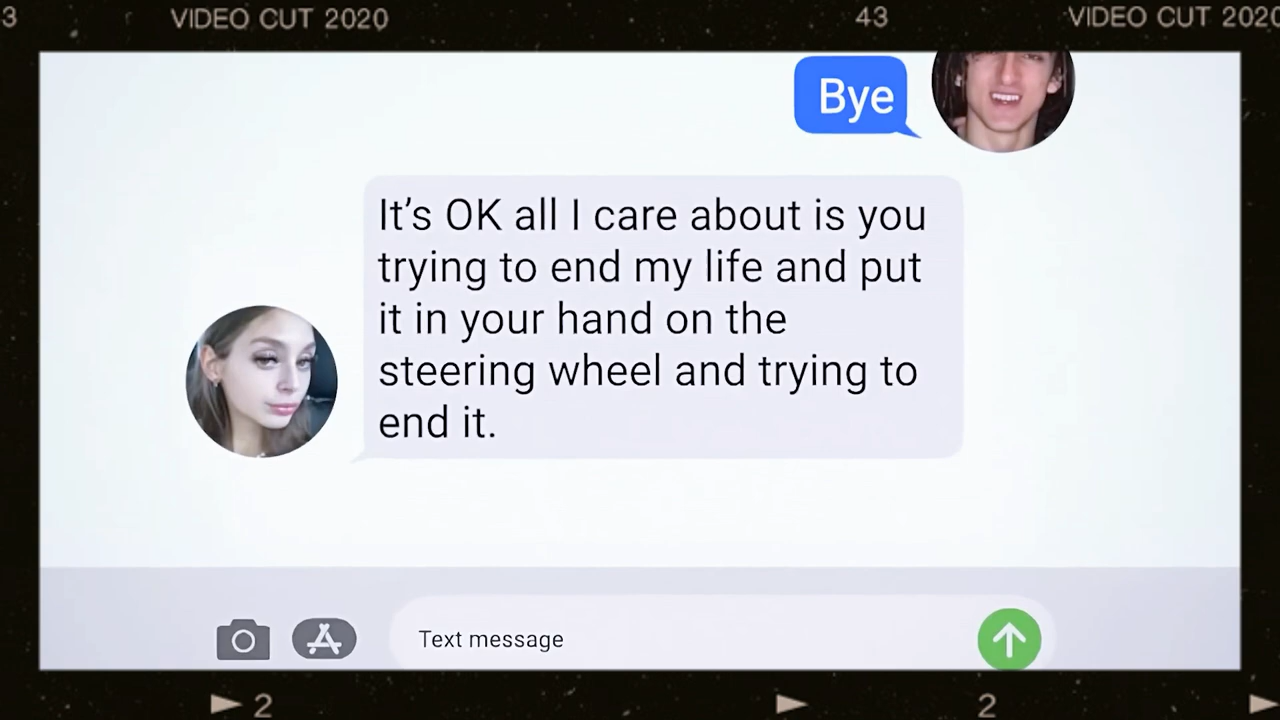 3 VIDEO CUT 2020 43 VIDEO CUT 2020
Bye
It’s OK all I care about is you
trying to end my life and put
it in your hand on the
steering wheel and trying to
end it.
Text message
2 2